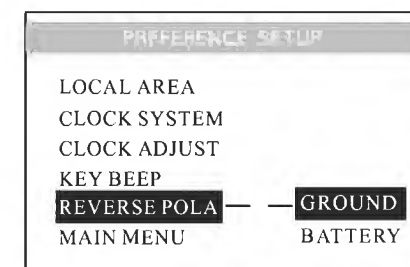 PREFERENCE SETUP
LOCAL AREA
CLOCK SYSTEM
CLOCK ADJUST
KEY BEEP
REVERSE POLA — — GROUND
MAIN MENU BATTERY